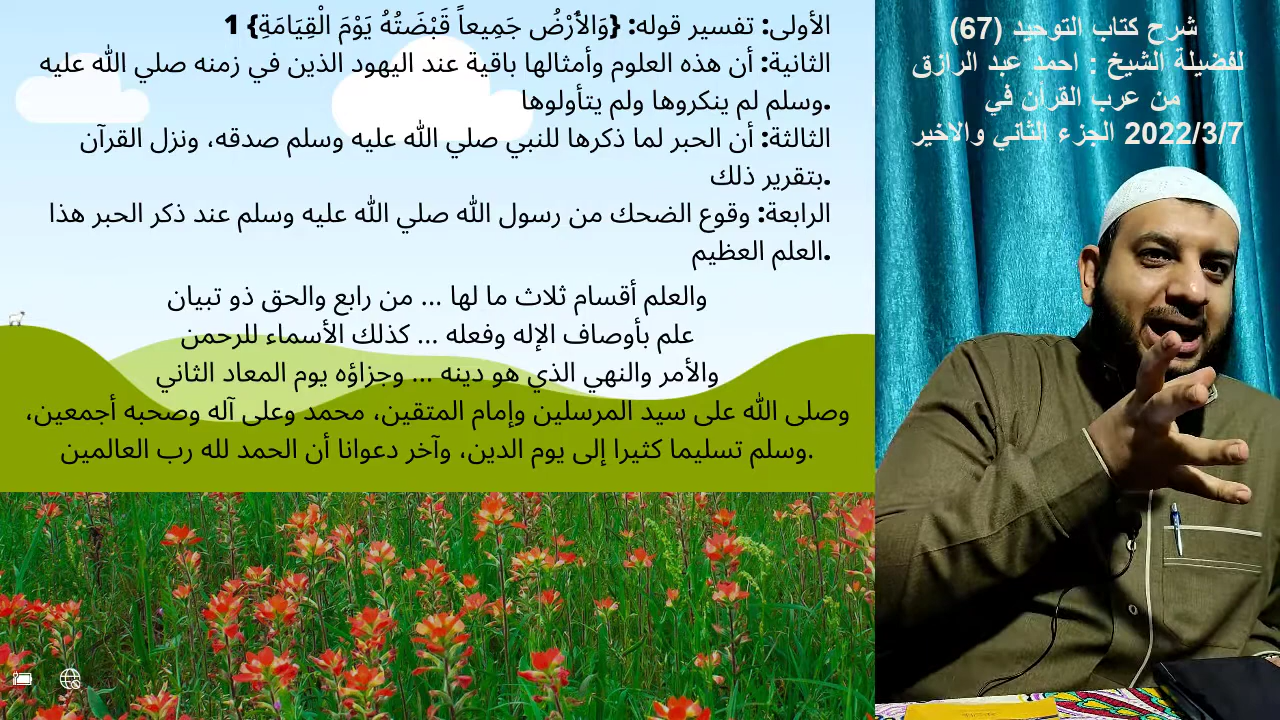 الأولى: تفسير قوله: {وَالأَرْضُ جَمِيعاً قَبْضَتُهُ يَوْمَ الْقِيَامَةِ} 1
الثانية: أن هذه العلوم وأمثالها باقية عند اليهود الذين في زمنه صلي الله عليه
وسلم لم ينكروها ولم يتأولوها.
الثالثة: أن الحبر لما ذكرها للنبي صلي الله عليه وسلم صدقه، ونزل القرآن
بتقرير ذلك.
الرابعة: وقوع الضحك من رسول الله صلي الله عليه وسلم عند ذكر الحبر هذا
العلم العظيم.
والعلم أقسام ثلاث ما لها ... من رابع والحق ذو تبيان
علم بأوصاف الإله وفعله ... كذلك الأسماء للرحمن
والأمر والنهي الذي هو دينه ... وجزاؤه يوم المعاد الثاني
وصلى الله على سيد المرسلين وإمام المتقين، محمد وعلى آله وصحبه أجمعين،
وسلم تسليما كثيرا إلى يوم الدين، وآخر دعوانا أن الحمد لله رب العالمين.
شرح كتاب التوحيد (67)
لفضيلة الشيخ : احمد عبد الرازق
من عرب القرآن في
2022/3/7 الجزء الثاني والاخير